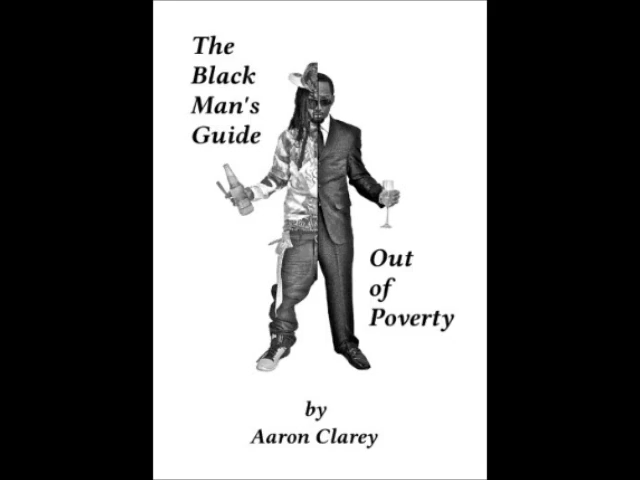 The
Black
Man's
Guide
Out
of
Poverty
by
Aaron Clarey